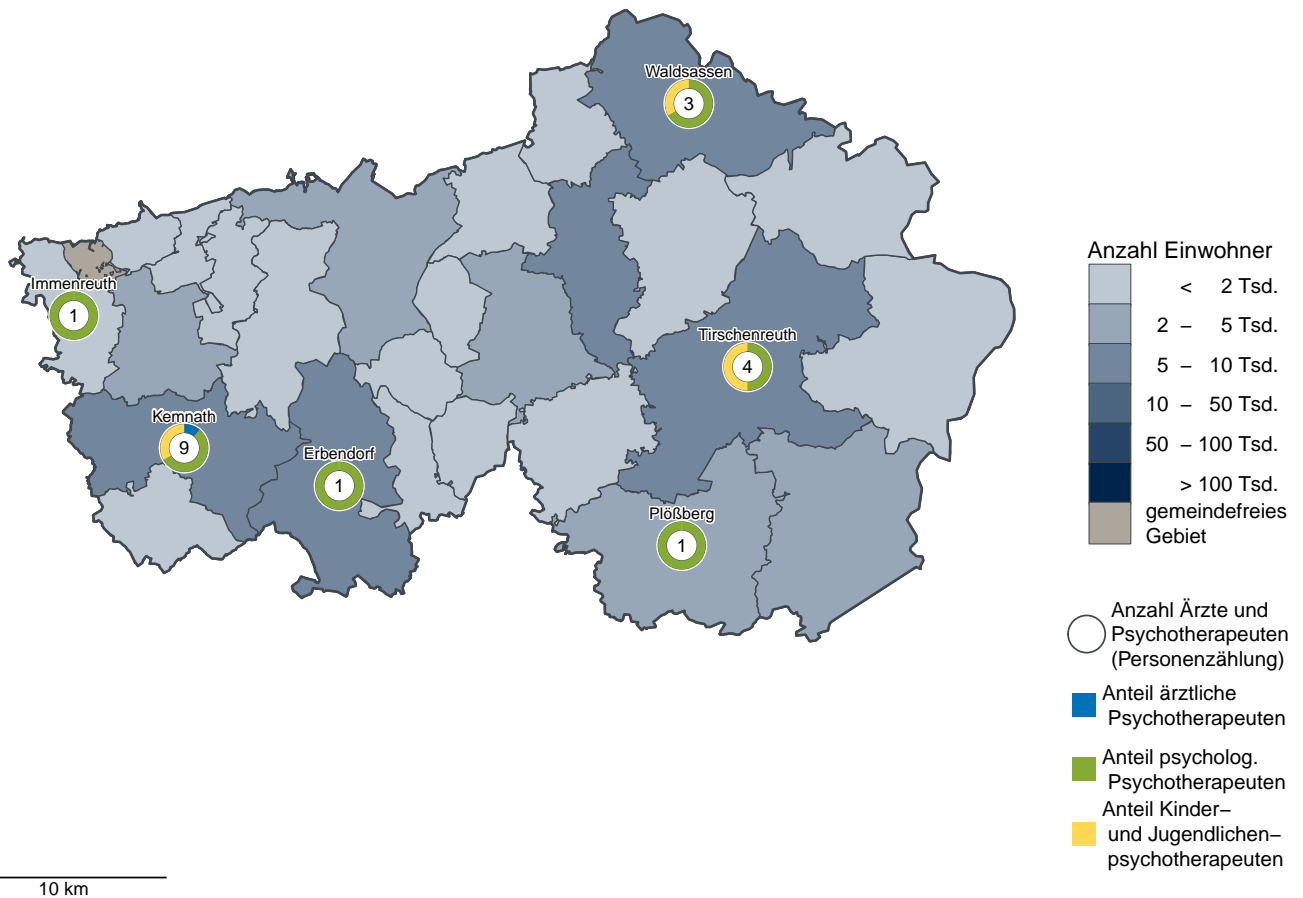 Waldsassen
3
Immenreuth
1
Tirschenreuth
4
Kemnath
9
Erbendorf
1
Plößberg
1
Anzahl Einwohner
< 2 Tsd.
2 – 5 Tsd.
5 – 10 Tsd.
10 – 50 Tsd.
50 – 100 Tsd.
> 100 Tsd.
gemeindefreies
Gebiet
Anzahl Ärzte und
Psychotherapeuten
(Personenzählung)
Anteil ärztliche
Psychotherapeuten
Anteil psycholog.
Psychotherapeuten
Anteil Kinder–
und Jugendlichen–
psychotherapeuten
10 km